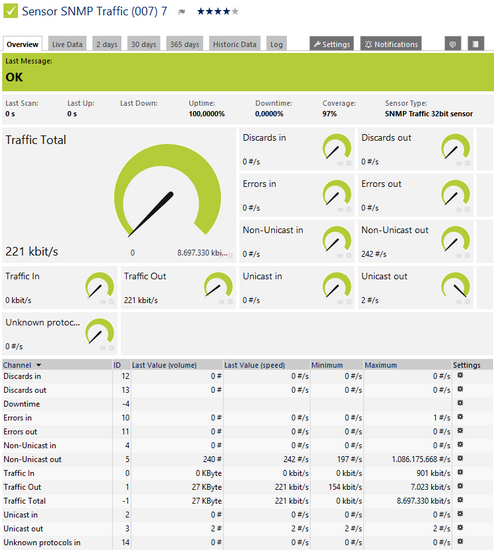 Sensor SNMP Traffic (007) 7
Overview Live Data 2 days 30 days 365 days Historic Data Log Settings Notifications
Last Message:
OK
Last Scan: Last Up: Last Down: Uptime: Downtime: Coverage: Sensor Type:
0 s 0 s 100,0000% 0,0000% 97% SNMP Traffic 32bit sensor
Traffic Total
221 kbit/s
0 8.697.330 kbi...
Discards in
0 #/s
Discards out
0 #/s
Errors in
0 #/s
Errors out
0 #/s
Non-Unicast in
0 #/s
Non-Unicast out
242 #/s
Traffic In
0 kbit/s
Traffic Out
221 kbit/s
Unicast in
0 #/s
Unicast out
2 #/s
Unknown protoc...
0 #/s
Channel ID Last Value (volume) Last Value (speed) Minimum Maximum Settings
Discards in 12 0 # 0 #/s 0 #/s 0 #/s
Discards out 13 0 # 0 #/s 0 #/s 0 #/s
Downtime -4
Errors in 10 0 # 0 #/s 0 #/s 1 #/s
Errors out 11 0 # 0 #/s 0 #/s 0 #/s
Non-Unicast in 4 0 # 0 #/s 0 #/s 0 #/s
Non-Unicast out 5 240 # 242 #/s 197 #/s 1.086.175.668 #/s
Traffic In 0 0 KByte 0 kbit/s 0 kbit/s 901 kbit/s
Traffic Out 1 27 KByte 221 kbit/s 154 kbit/s 7.023 kbit/s
Traffic Total -1 27 KByte 221 kbit/s 0 kbit/s 8.697.330 kbit/s
Unicast in 2 0 # 0 #/s 0 #/s 0 #/s
Unicast out 3 2 # 2 #/s 2 #/s 2 #/s
Unknown protocols in 14 0 # 0 #/s 0 #/s 0 #/s